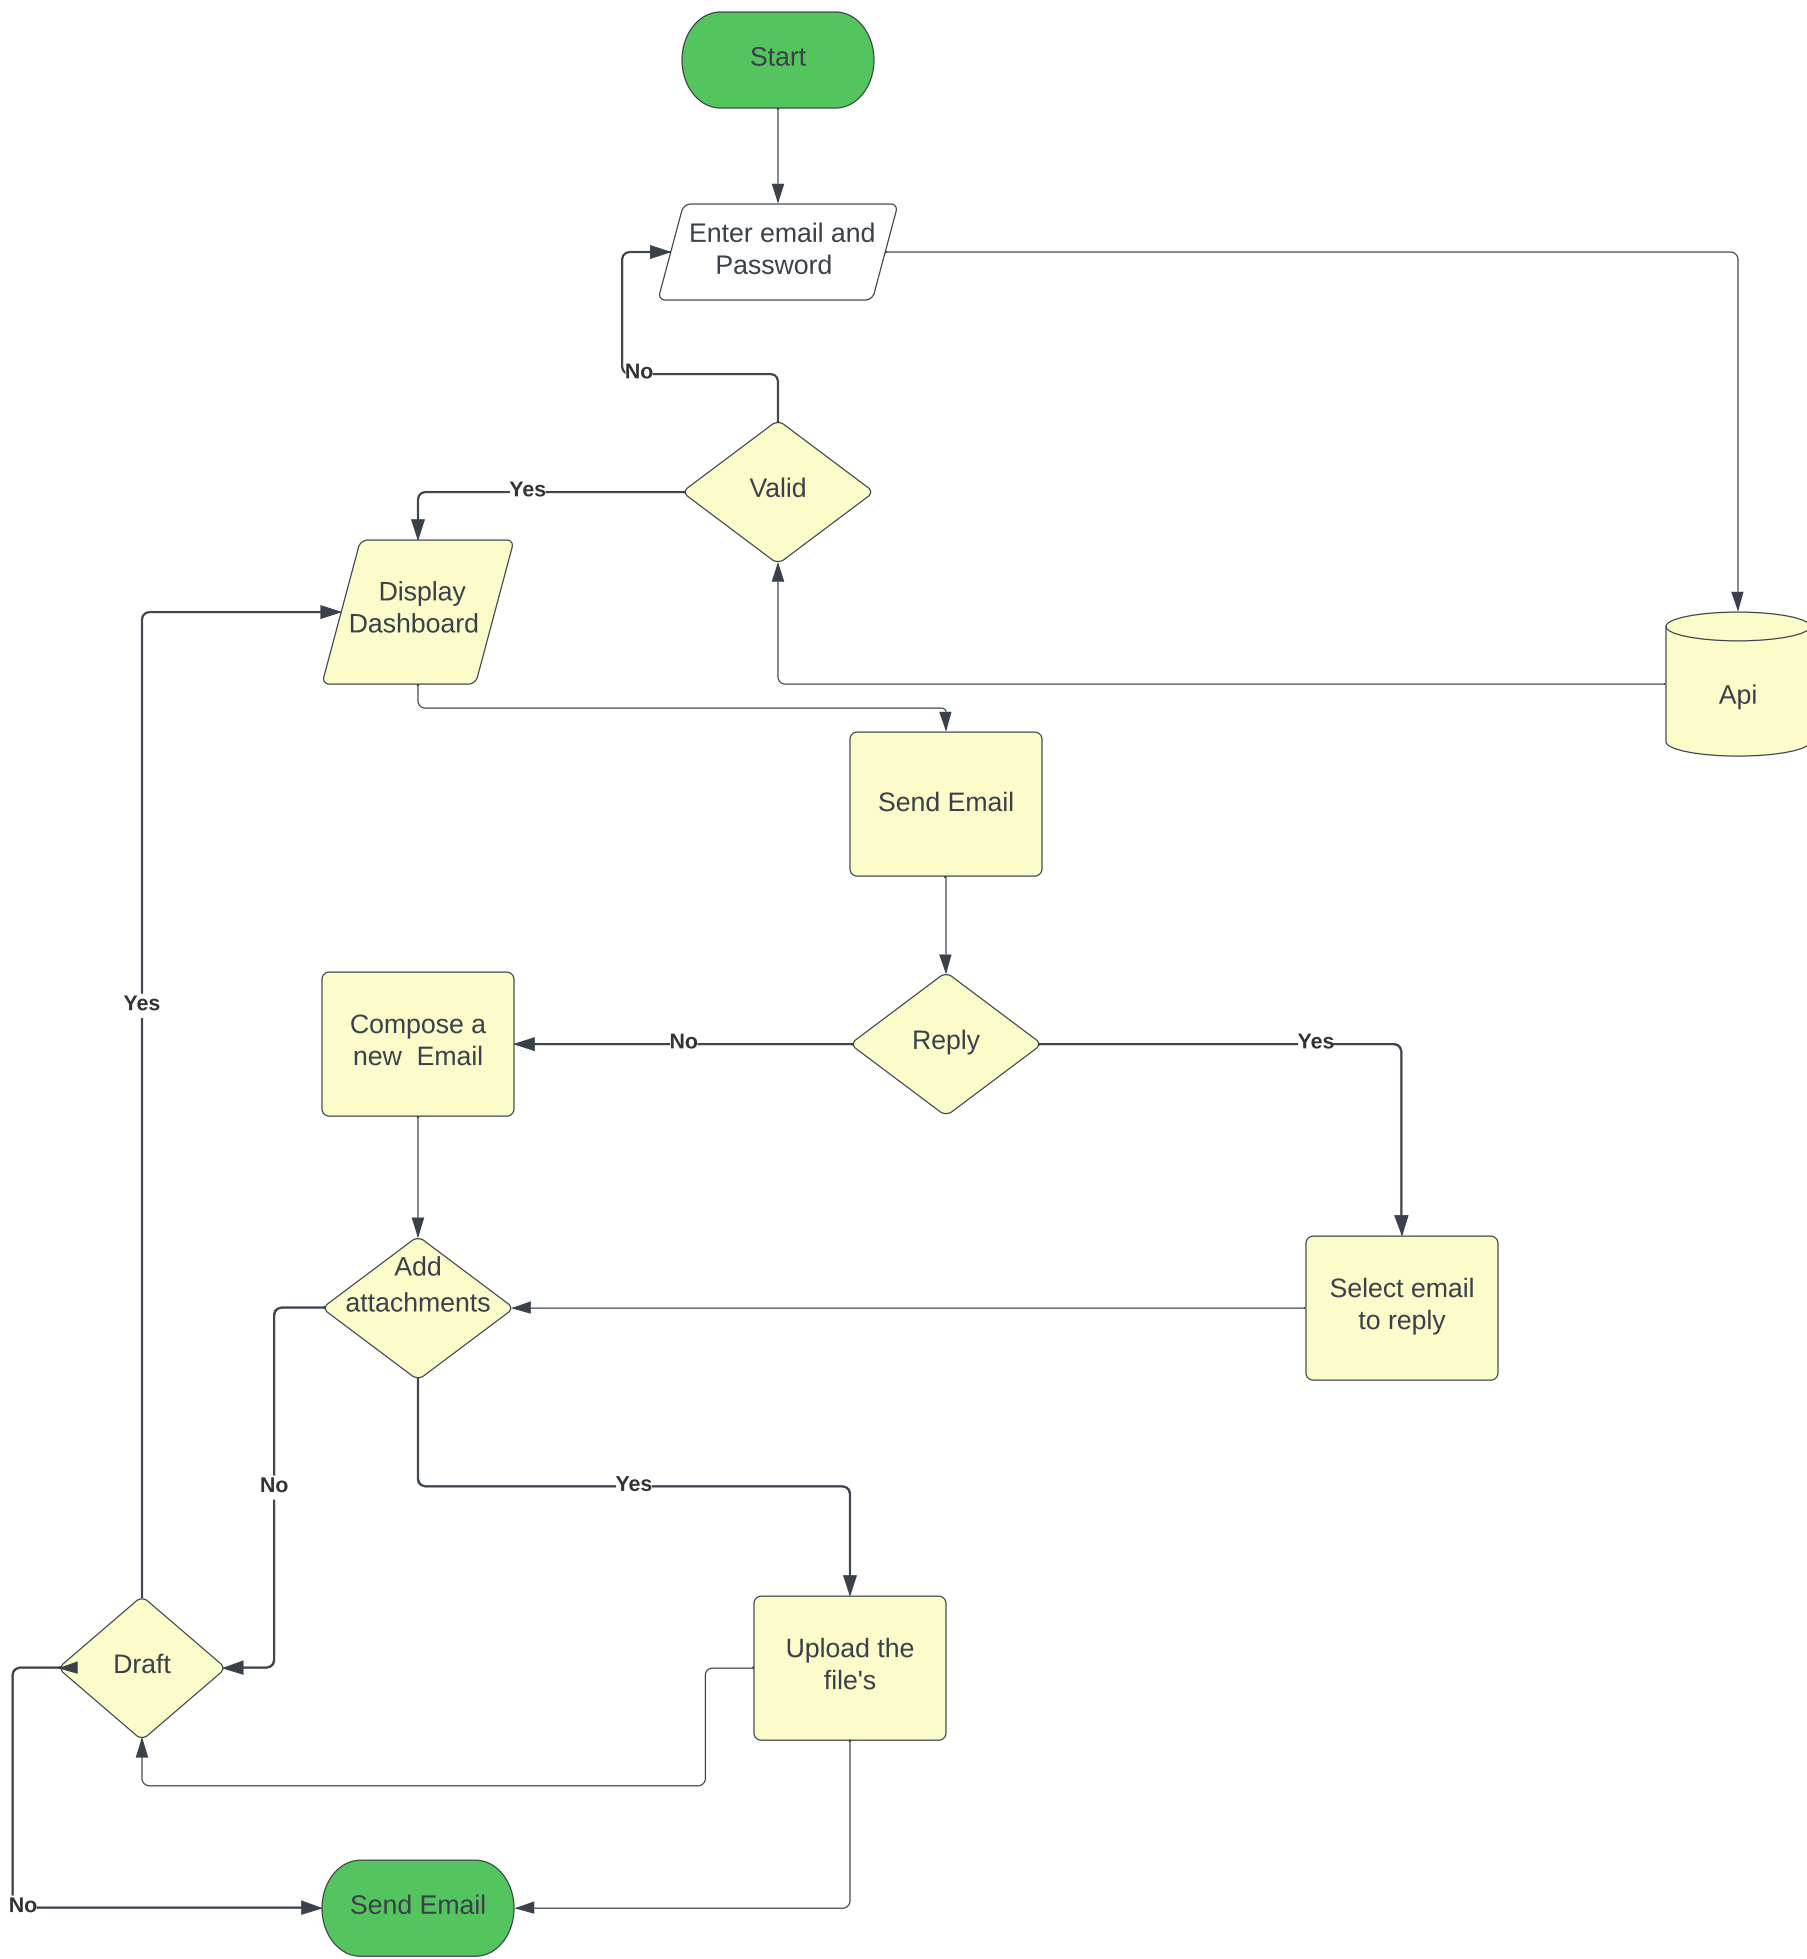 Start
Enter email and
Password
No
Valid
Yes
Display
Dashboard
Api
Send Email
Yes
Compose a
new  Email
No
Reply
Yes
Add
attachments
Select email
to reply
No
Yes
Draft
Upload the
file's
No
Send Email